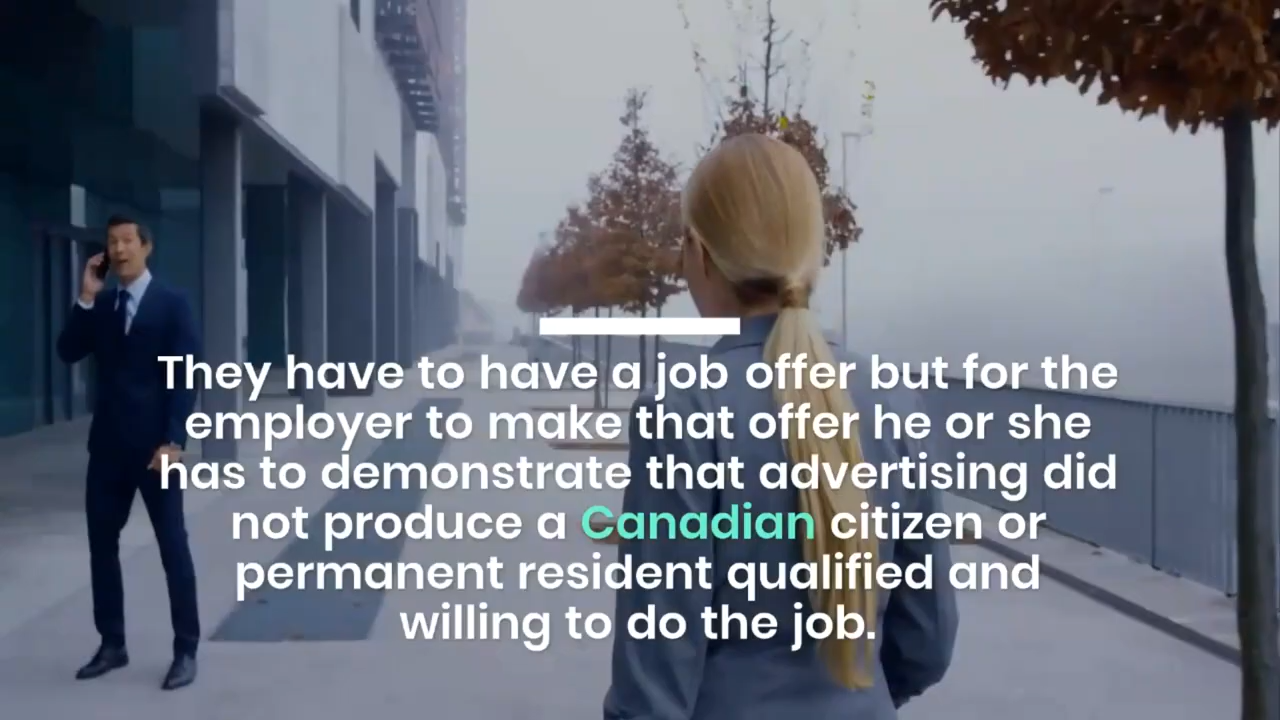 They have to have a job offer but for the
employer to make that offer he or she
has to demonstrate that advertising did
not produce a Canadian citizen or
permanent resident qualified and
willing to do the job.